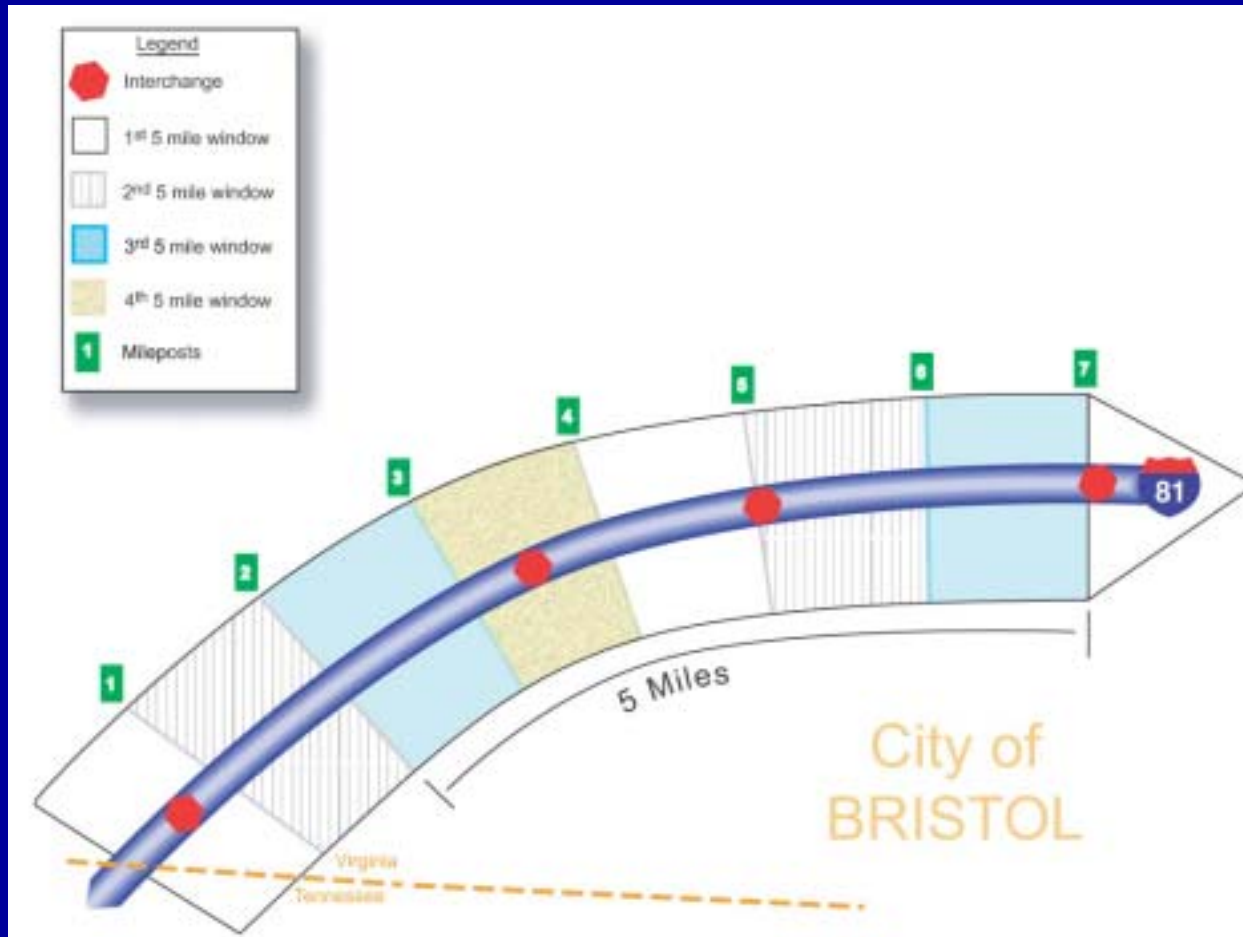 Legend
Interchange
1st 5 mile window
2nd 5 mile window
3rd 5 mile window
4th 5 mile window
1 Mileposts
1
2
3
4
5
6
7
81
5 Miles
City of
BRISTOL
Virginia
Tennessee